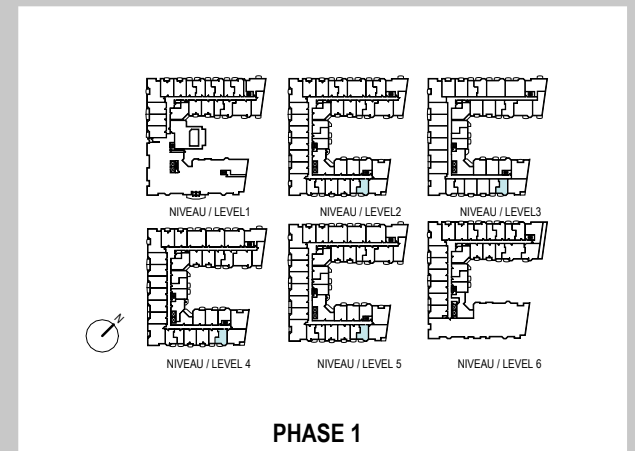 NIVEAU / LEVEL1
NIVEAU / LEVEL2
NIVEAU / LEVEL3
N
NIVEAU / LEVEL 4
NIVEAU / LEVEL 5
NIVEAU / LEVEL 6
PHASE 1